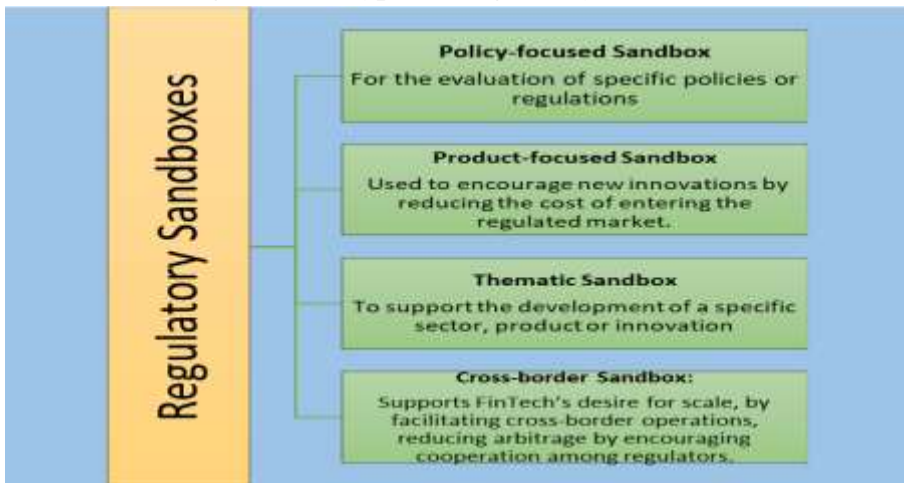 Regulatory Sandboxes
Policy-focused Sandbox
For the evaluation of specific policies or
regulations
Product-focused Sandbox
Used to encourage new innovations by
reducing the cost of entering the
regulated market.
Thematic Sandbox
To support the development of a specific
sector, product or innovation
Cross-border Sandbox:
Supports FinTech's desire for scale, by
facilitating cross-border operations,
reducing arbitrage by encouraging
cooperation among regulators.